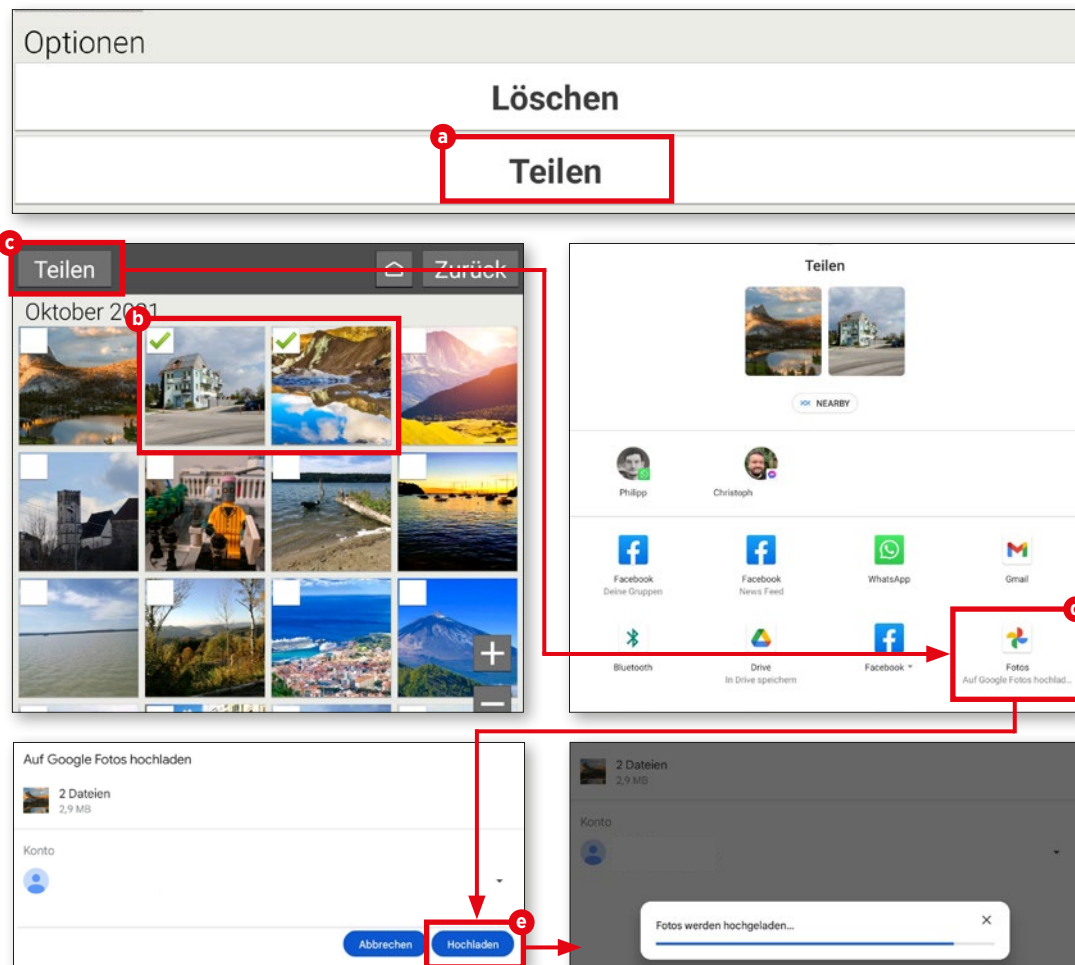 Optionen
Löschen
a
Teilen
c
Teilen
Zurück
Oktober 2021
b
Teilen
NEARBY
Philipp
Christoph
Facebook
Deine Gruppen
Facebook
News Feed
WhatsApp
Gmail
Bluetooth
Drive
In Drive speichern
Facebook
Fotos
Auf Google Fotos hochlad...
Auf Google Fotos hochladen
2 Dateien
2,9 MB
Konto
Abbrechen
Hochladen
e
2 Dateien
2,9 MB
Konto
Fotos werden hochgeladen...